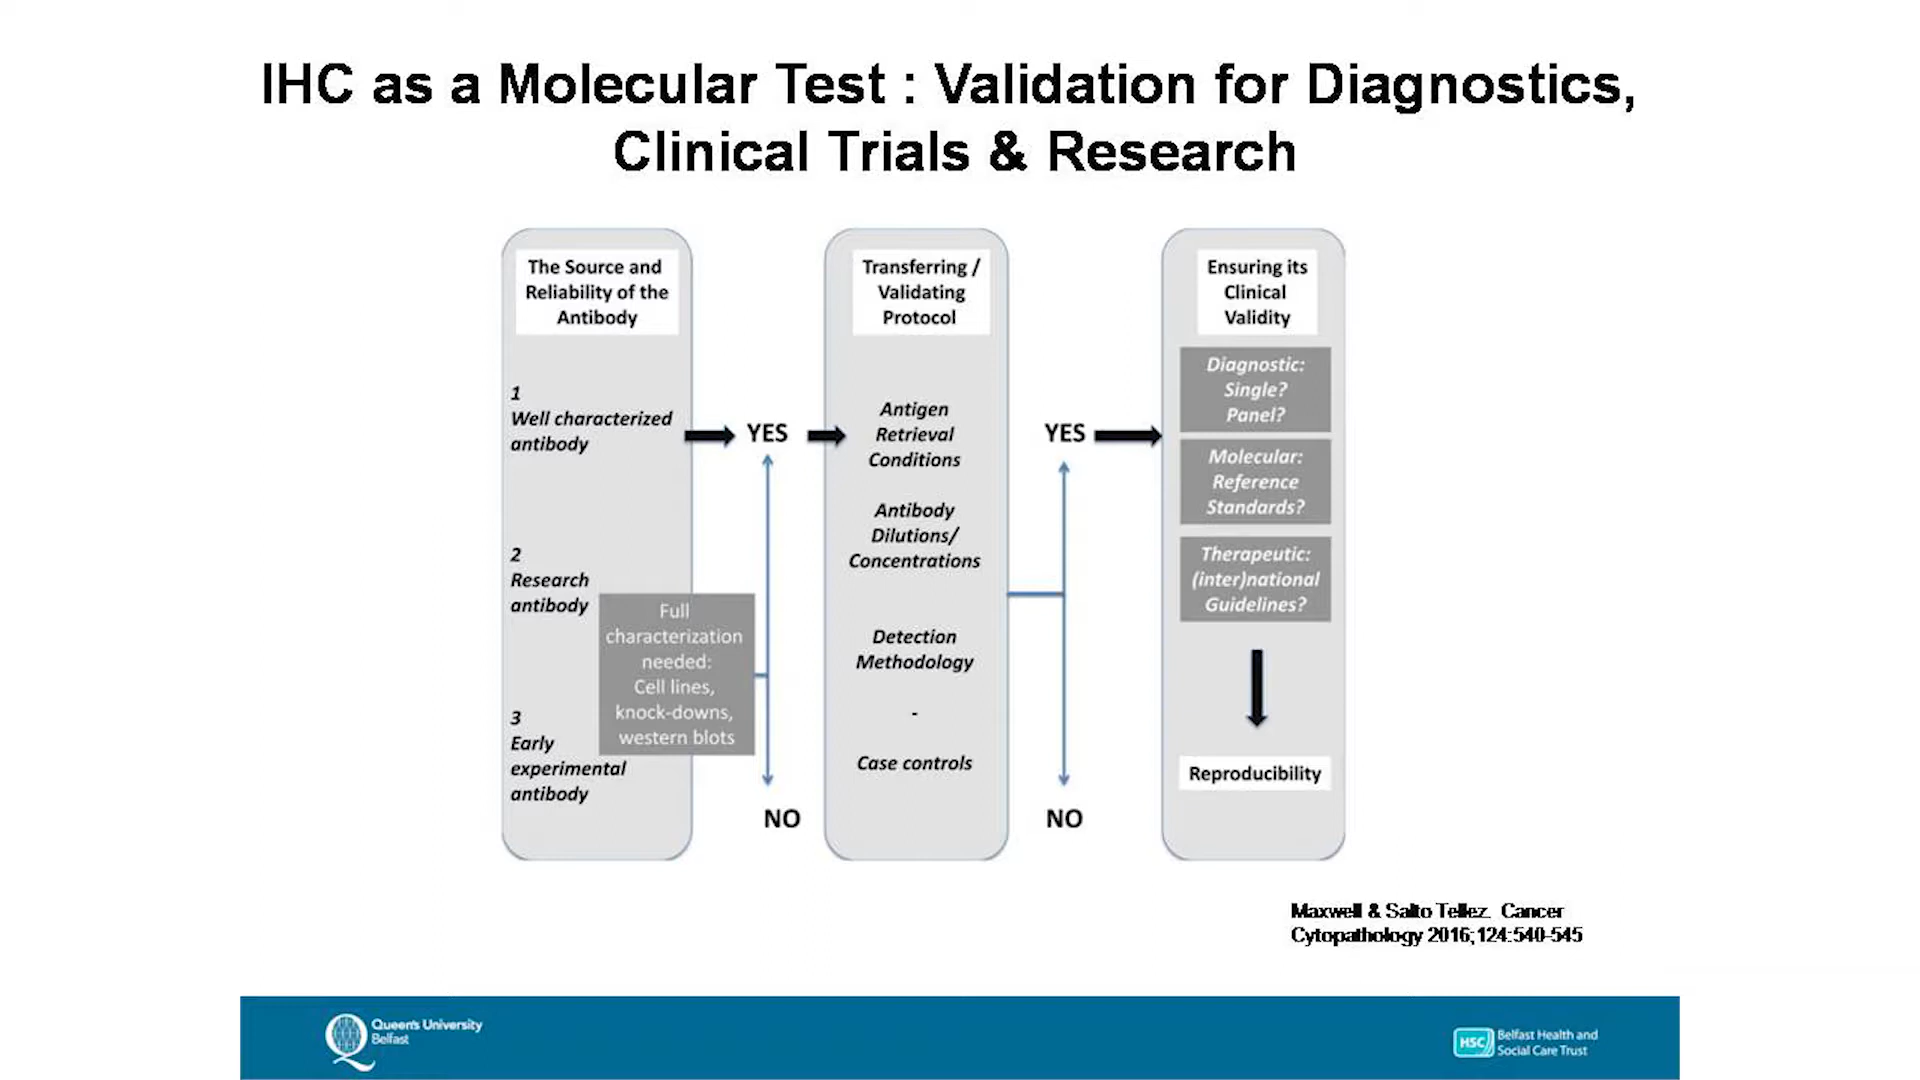 IHC as a Molecular Test : Validation for Diagnostics,
Clinical Trials & Research
The Source and
Reliability of the
Antibody
1
Well characterized
antibody
2
Research
antibody
3
Early
experimental
antibody
Full
characterization
needed:
Cell lines,
knock-downs,
western blots
YES
NO
Transferring /
Validating
Protocol
Antigen
Retrieval
Conditions
Antibody
Dilutions/
Concentrations
Detection
Methodology
-
Case controls
YES
NO
Ensuring its
Clinical
Validity
Diagnostic:
Single?
Panel?
Molecular:
Reference
Standards?
Therapeutic:
(inter)national
Guidelines?
Reproducibility
Maxwell & Salto Tellez. Cancer
Cytopathology 2016;124:540-545
Queen's University
Belfast
HSC
Belfast Health and
Social Care Trust